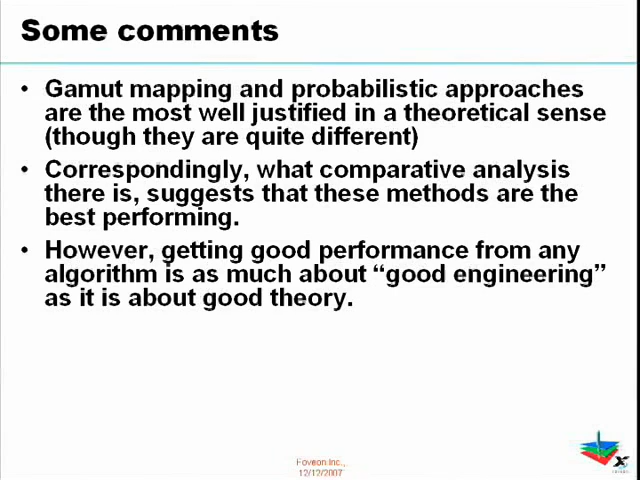 Some comments
• Gamut mapping and probabilistic approaches
are the most well justified in a theoretical sense
(though they are quite different)
• Correspondingly, what comparative analysis
there is, suggests that these methods are the
best performing.
• However, getting good performance from any
algorithm is as much about “good engineering”
as it is about good theory.
Foveon Inc.,
12/12/2007